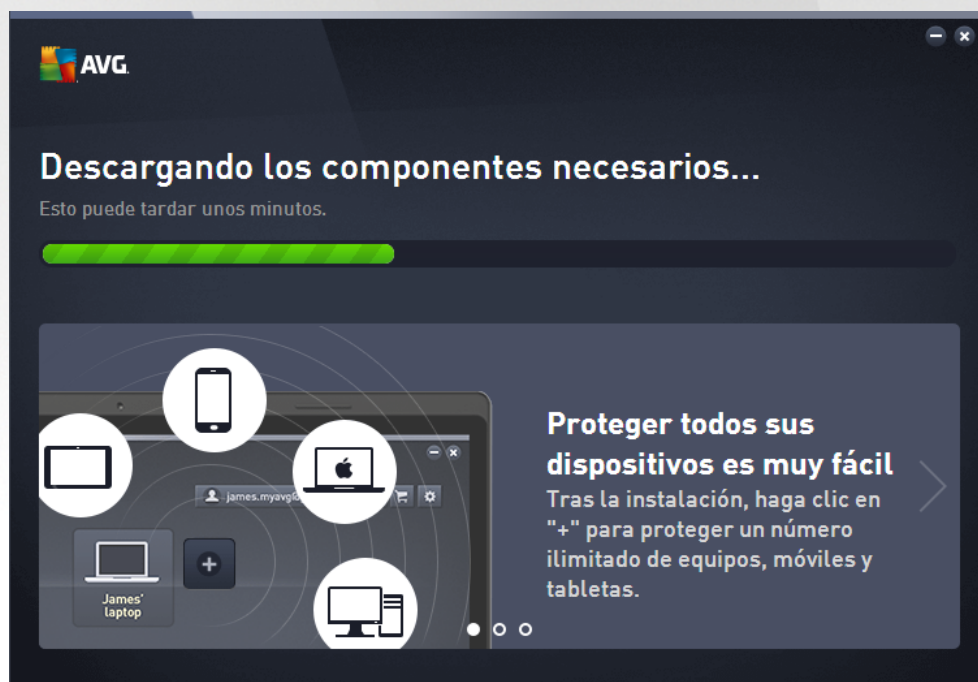 AVG
Descargando los componentes necesarios...
Esto puede tardar unos minutos.
Proteger todos sus
dispositivos es muy fácil
Tras la instalación, haga clic en
"+" para proteger un número
ilimitado de equipos, móviles y
tabletas.
+
James'
laptop